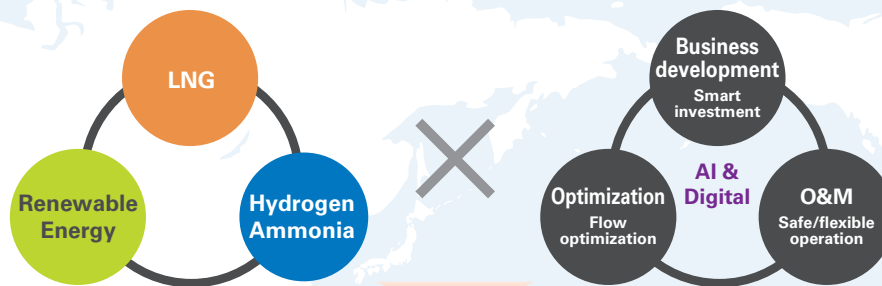 LNG
Renewable
Energy
Hydrogen
Ammonia
Business
development
Smart
investment
AI &
Digital
Optimization
Flow
optimization
O&M
Safe/flexible
operation